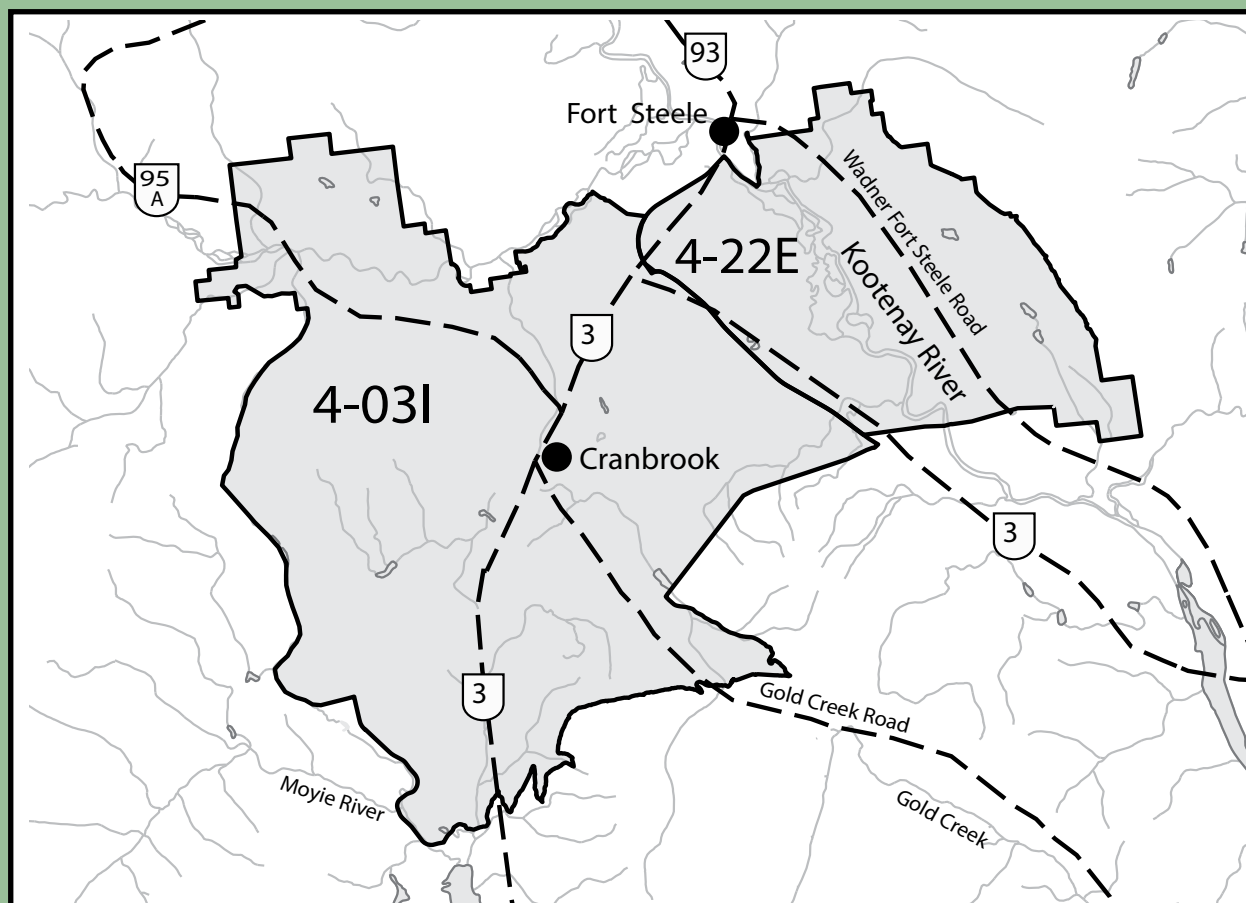 93
Fort Steele
95
A
Wadner Fort Steele Road
4-22E
Kootenay River
3
4-03I
Cranbrook
3
3
Gold Creek Road
Moyie River
Gold Creek